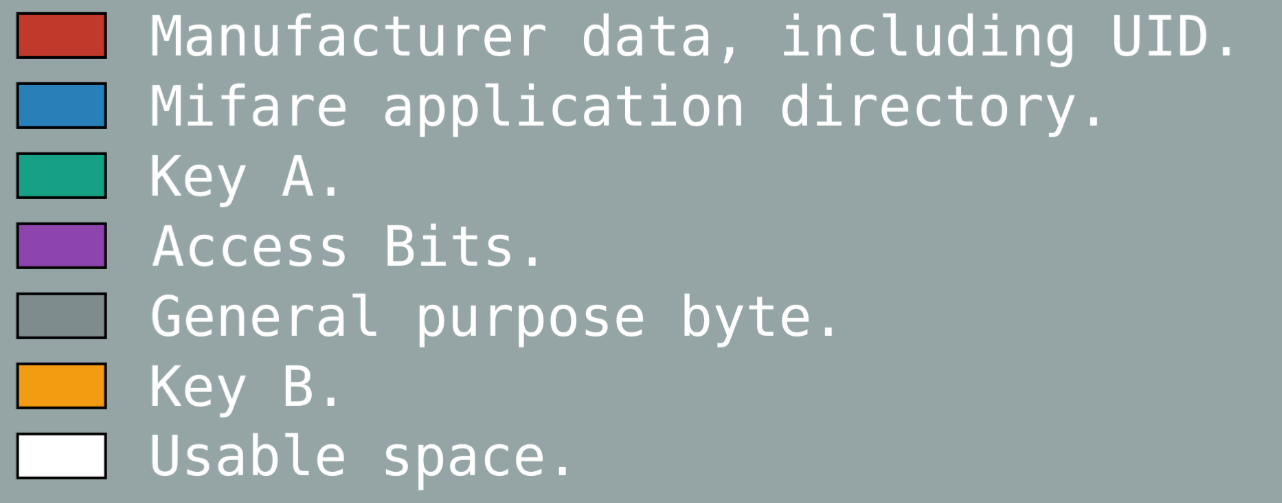 Manufacturer data, including UID.
Mifare application directory.
Key A.
Access Bits.
General purpose byte.
Key B.
Usable space.